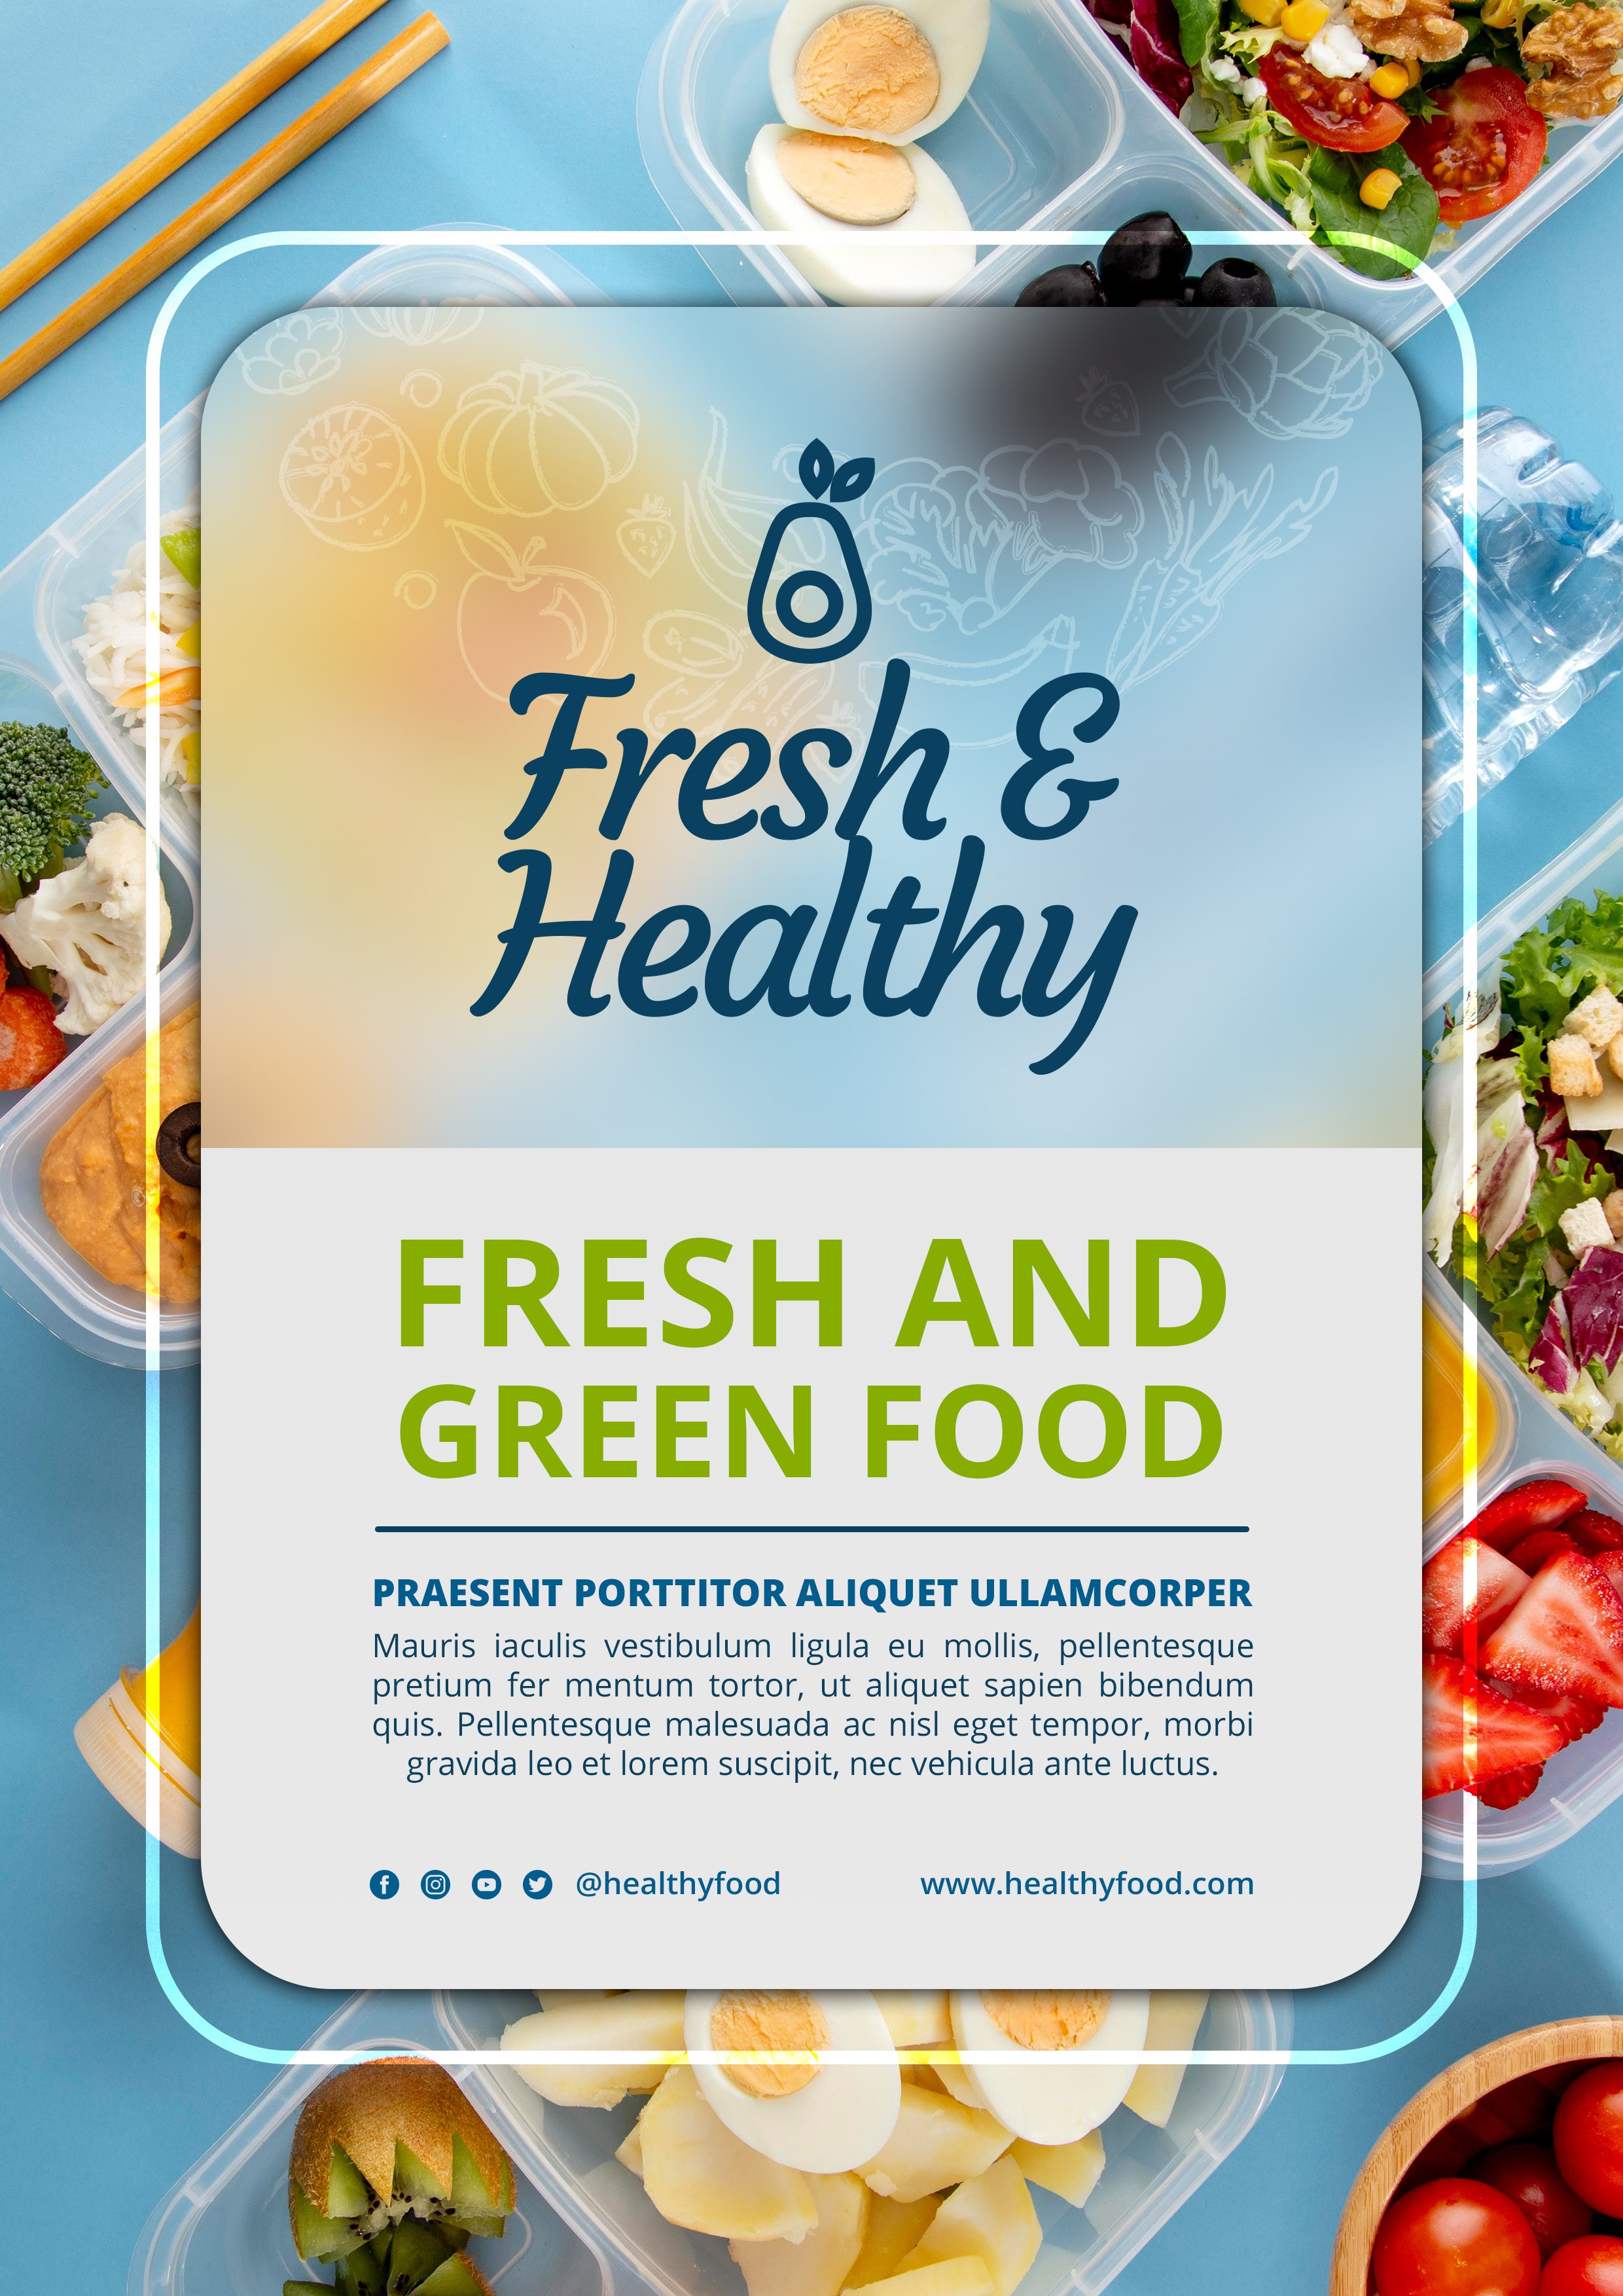 Fresh &
Healthy
FRESH AND
GREEN FOOD
PRAESENT PORTTITOR ALIQUET ULLAMCORPER
Mauris iaculis vestibulum ligula eu mollis, pellentesque
pretium fer mentum tortor, ut aliquet sapien bibendum
quis. Pellentesque malesuada ac nisl eget tempor, morbi
gravida leo et lorem suscipit, nec vehicula ante luctus.
@healthyfood www.healthyfood.com